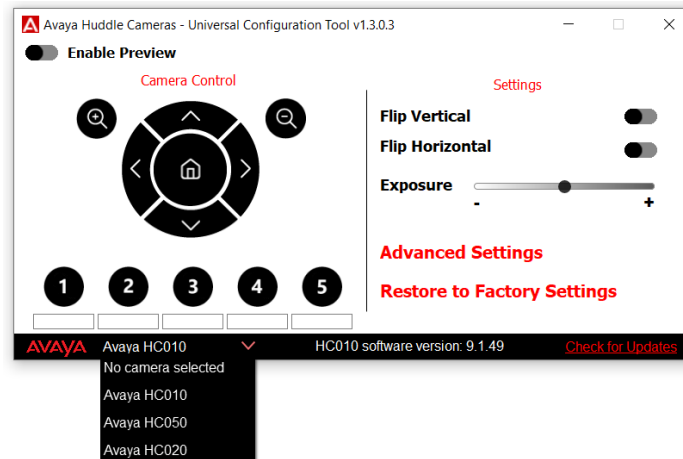 Avaya Huddle Cameras - Universal Configuration Tool v1.3.0.3
Enable Preview
Camera Control
Settings
Flip Vertical
Flip Horizontal
Exposure
- +
Advanced Settings
Restore to Factory Settings
1 2 3 4 5
AVAYA Avaya HC010 HC010 software version: 9.1.49 Check for Updates
No camera selected
Avaya HC010
Avaya HC050
Avaya HC020